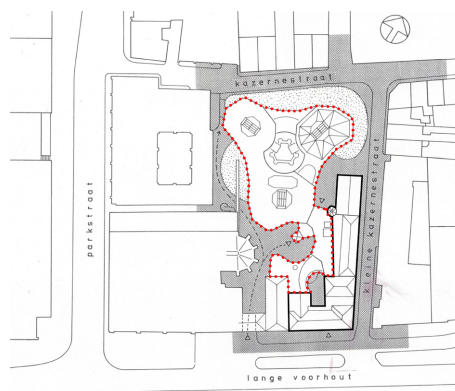 kazernestraat
kleine kazernestraat
parkstraat
lange voorhout